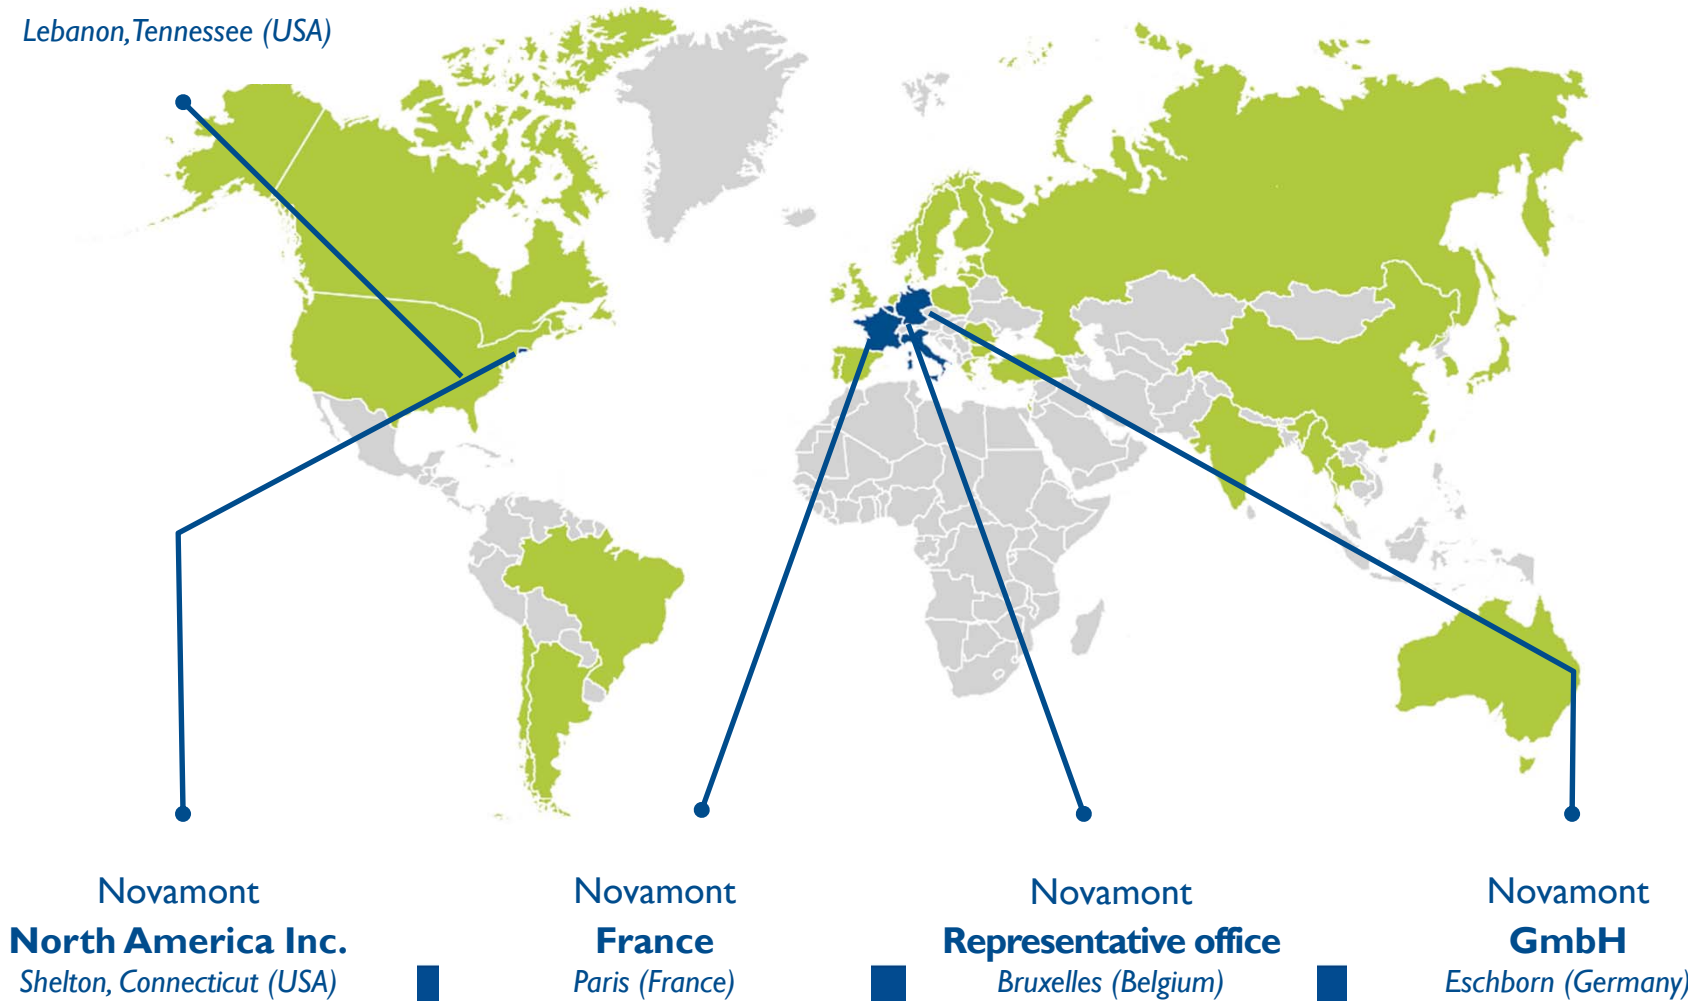 Lebanon, Tennessee (USA)
Novamont
North America Inc.
Shelton, Connecticut (USA)
Novamont
France
Paris (France)
Novamont
Representative office
Bruxelles (Belgium)
Novamont
GmbH
Eschborn (Germany)